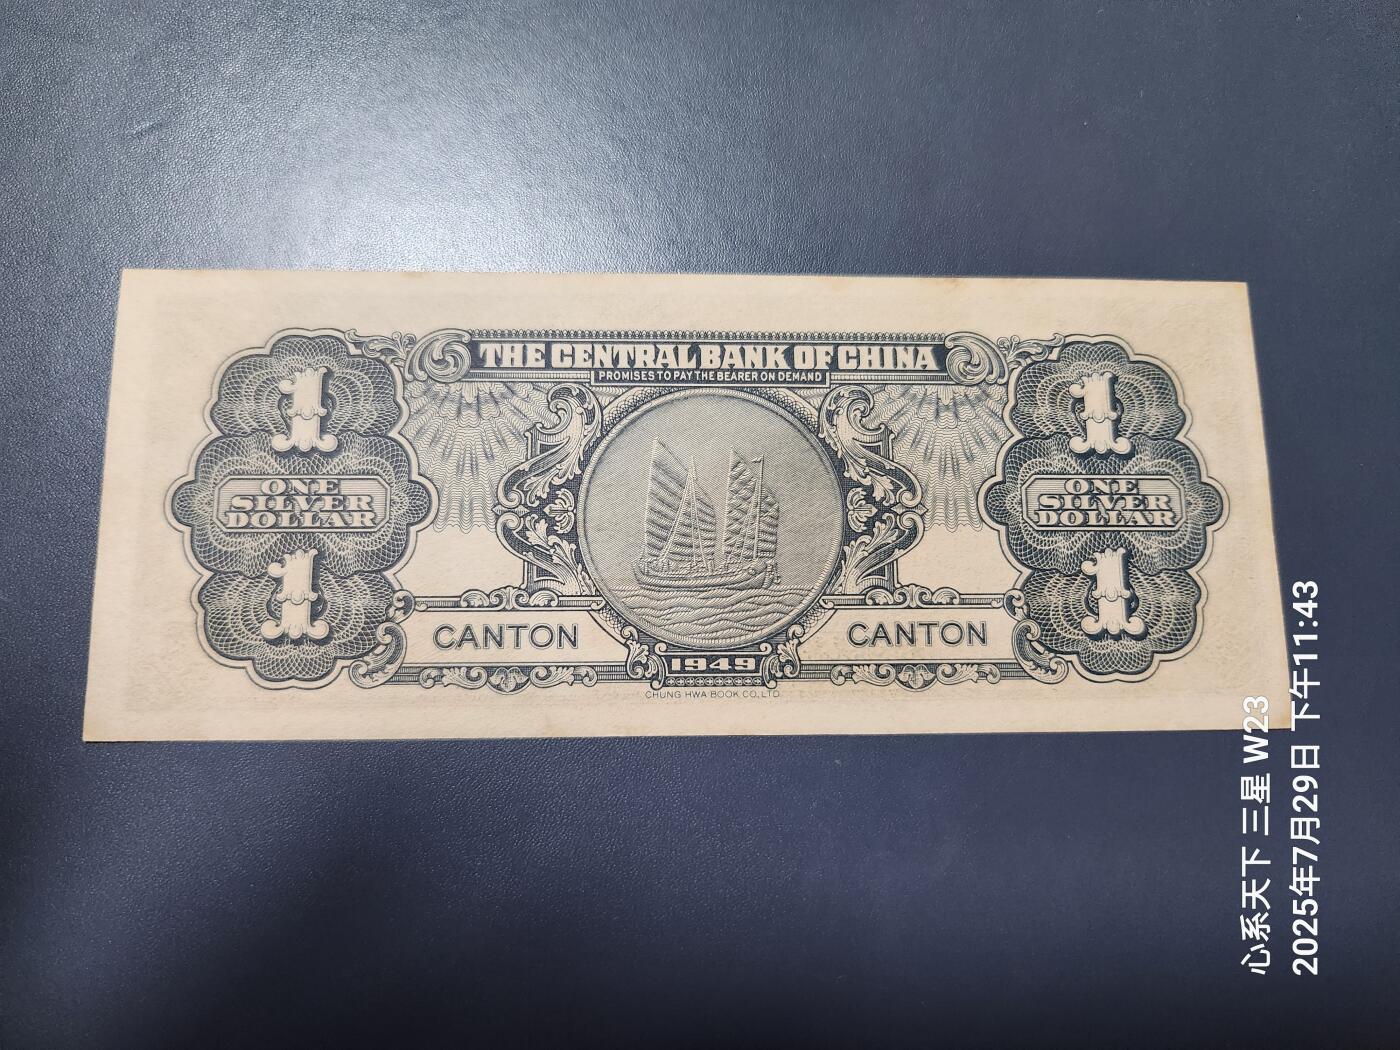 THE CENTRAL BANK OF CHINA
PROMISES TO PAY THE BEARER ON DEMAND
1
1
ONE
SILVER
DOLLAR
ONE
SILVER
DOLLAR
1
1
CANTON
CANTON
1949
CHUNG HWA BOOK CO., LTD.
心系天下 三星 W23
2025年7月29日 下午11:43